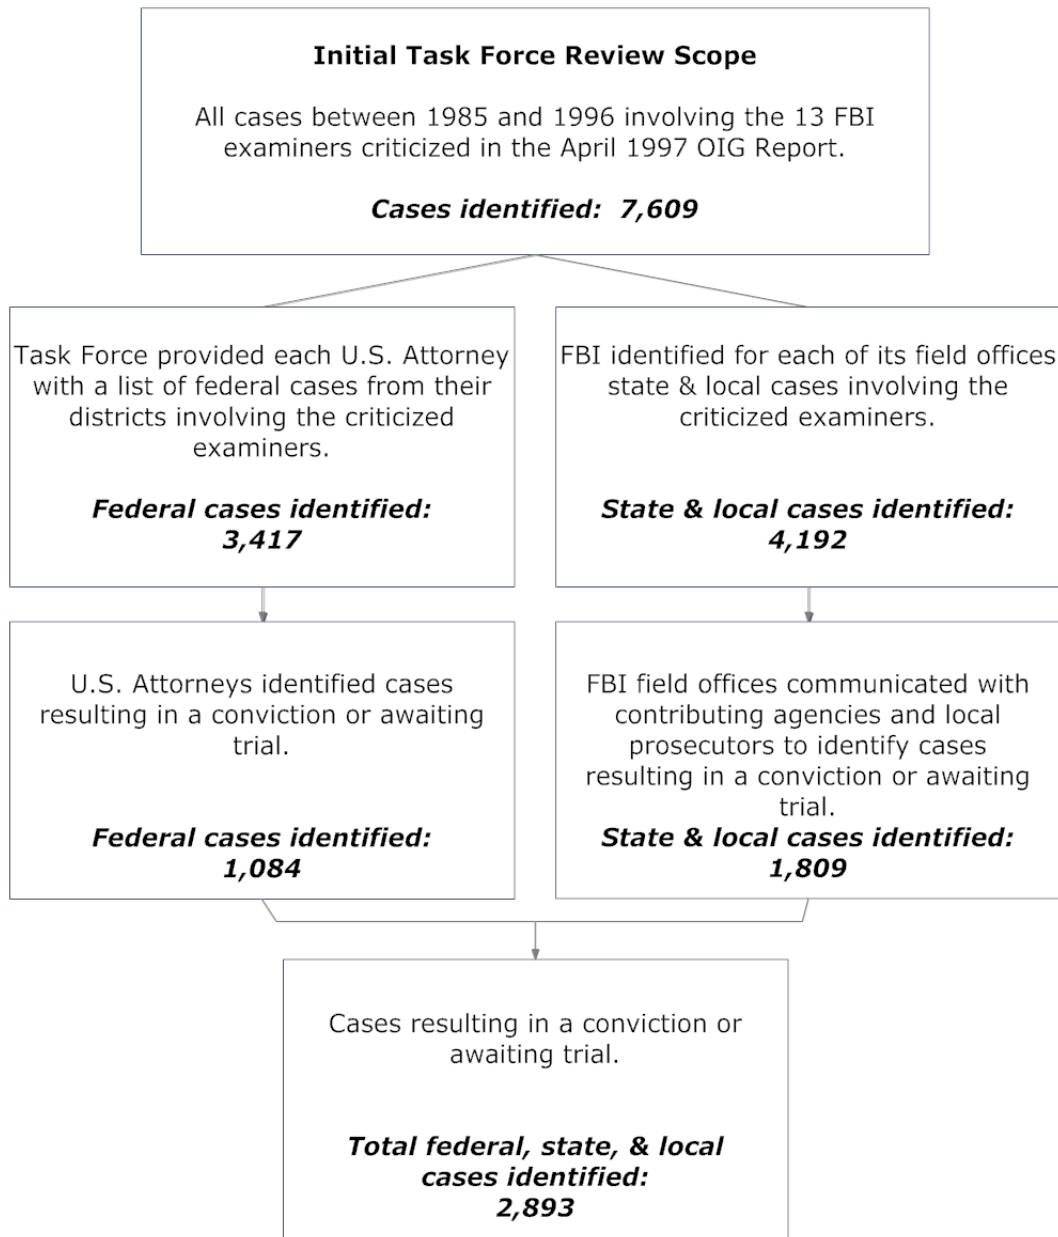 Initial Task Force Review Scope
All cases between 1985 and 1996 involving the 13 FBI
examiners criticized in the April 1997 OIG Report.
Cases identified:  7,609
Task Force provided each U.S. Attorney
with a list of federal cases from their
districts involving the criticized
examiners.
Federal cases identified:
3,417
FBI identified for each of its field offices
state & local cases involving the
criticized examiners.
State & local cases identified:
4,192
U.S. Attorneys identified cases
resulting in a conviction or awaiting
trial.
Federal cases identified:
1,084
FBI field offices communicated with
contributing agencies and local
prosecutors to identify cases
resulting in a conviction or awaiting
trial.
State & local cases identified:
1,809
Cases resulting in a conviction or
awaiting trial.
Total federal, state, & local
cases identified:
2,893